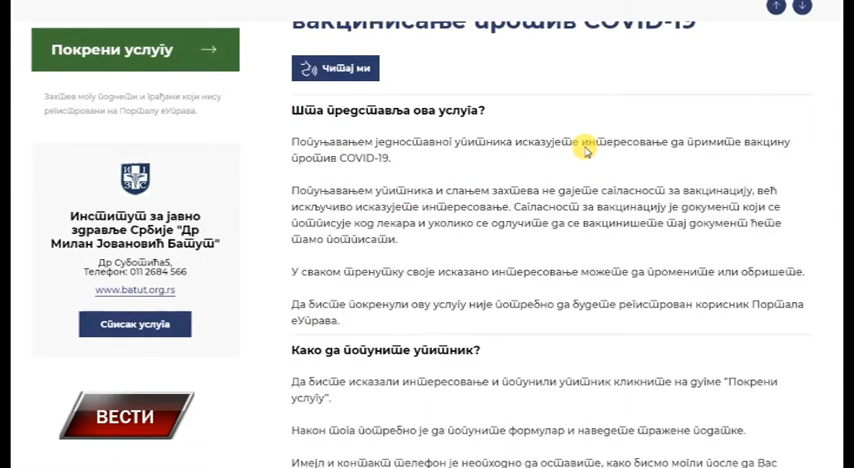 вакцинисање против COVID-19
Покрени услугу
Читај ми
Захтев могу поднети и грађани који нису
регистровани на Порталу еУправа.
Институт за јавно
здравље Србије "Др
Милан Јовановић Батут"
Др Суботића5,
Телефон: 011 2684 566
www.batut.org.rs
Списак услуга
ВЕСТИ
Шта представља ова услуга?
Попуњавањем једноставног упитника исказујете интересовање да примите вакцину
против COVID-19.
Попуњавањем упитника и слањем захтева не дајете сагласност за вакцинацију, већ
искључиво исказујете интересовање. Сагласност за вакцинацију је документ који се
потписује код лекара и уколико се одлучите да се вакцинишете тај документ ћете
тамо потписати.
У сваком тренутку своје исказано интересовање можете да промените или обришете.
Да бисте покренули ову услугу није потребно да будете регистрован корисник Портала
еУправа.
Како да попуните упитник?
Да бисте исказали интересовање и попунили упитник кликните на дугме "Покрени
услугу".
Након тога потребно је да попуните формулар и наведете тражене податке.
Имејл и контакт телефон је неопходно да оставите, како бисмо могли после да Вас